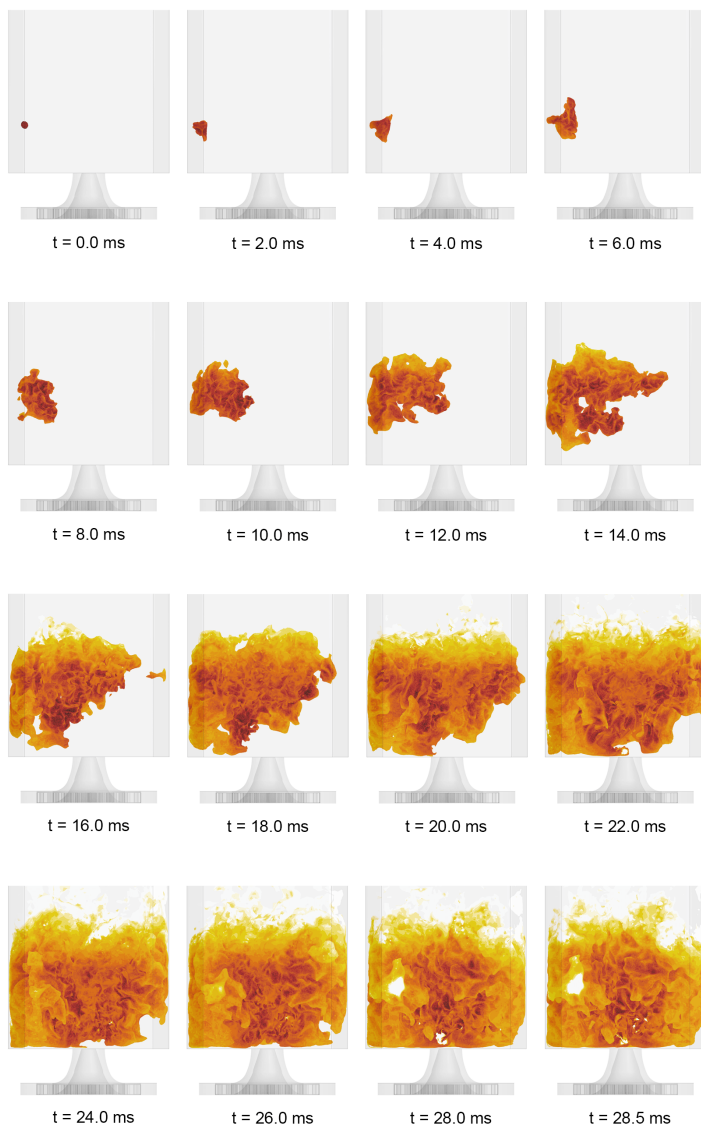 t = 0.0 ms
t = 2.0 ms
t = 4.0 ms
t = 6.0 ms
t = 8.0 ms
t = 10.0 ms
t = 12.0 ms
t = 14.0 ms
t = 16.0 ms
t = 18.0 ms
t = 20.0 ms
t = 22.0 ms
t = 24.0 ms
t = 26.0 ms
t = 28.0 ms
t = 28.5 ms